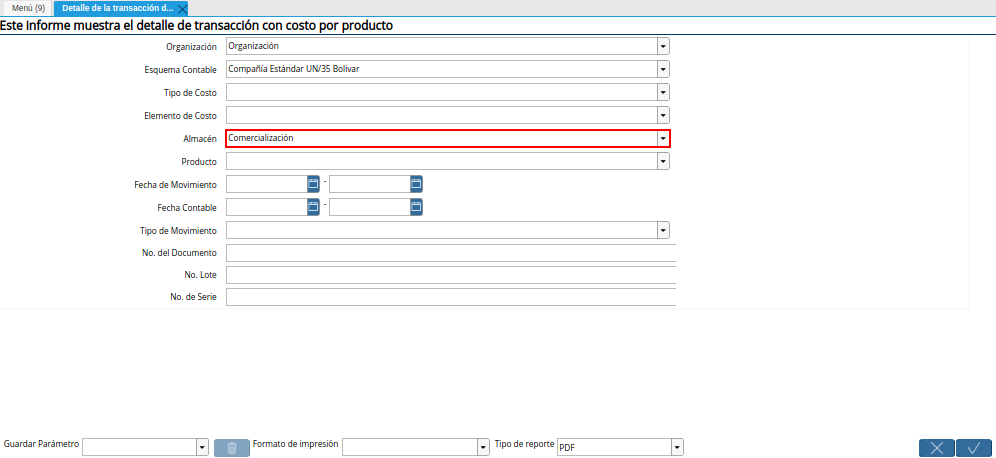 Menú (9) Detalle de la transacción d...
Este Informe muestra el detalle de transacción con costo por producto
Organización Organización
Esquema Contable Compañía Estándar UN/35 Bolivar
Tipo de Costo
Elemento de Costo
Almacén Comercialización
Producto
Fecha de Movimiento -
Fecha Contable -
Tipo de Movimiento
No. del Documento
No. Lote
No. de Serie
Guardar Parámetro Formato de impresión Tipo de reporte PDF